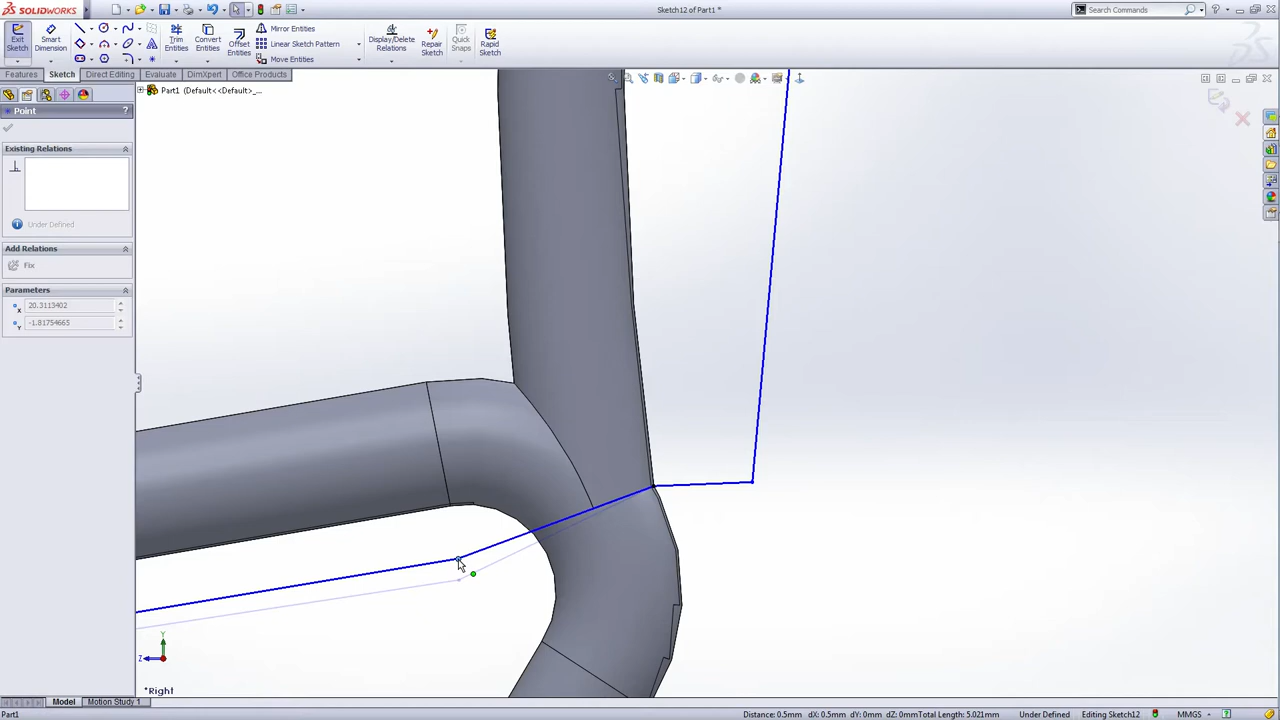 SOLIDWORKS
Sketch12 of Part1 *
Search Commands
Exit Sketch
Smart Dimension
Trim Entities
Convert Entities
Offset Entities
Mirror Entities
Linear Sketch Pattern
Move Entities
Display/Delete Relations
Repair Sketch
Quick Snaps
Rapid Sketch
Features
Sketch
Direct Editing
Evaluate
DimXpert
Office Products
Part1 (Default<<Default>_...
Point
?
Existing Relations
Under Defined
Add Relations
Fix
Parameters
20.3113402
-1.81754665
Y
Z
*Right
Model
Motion Study 1
Part1
Distance: 0.5mm dX: 0.5mm dY: 0mm dZ: 0mm Total Length: 5.021mm
Under Defined
Editing Sketch12
MMGS